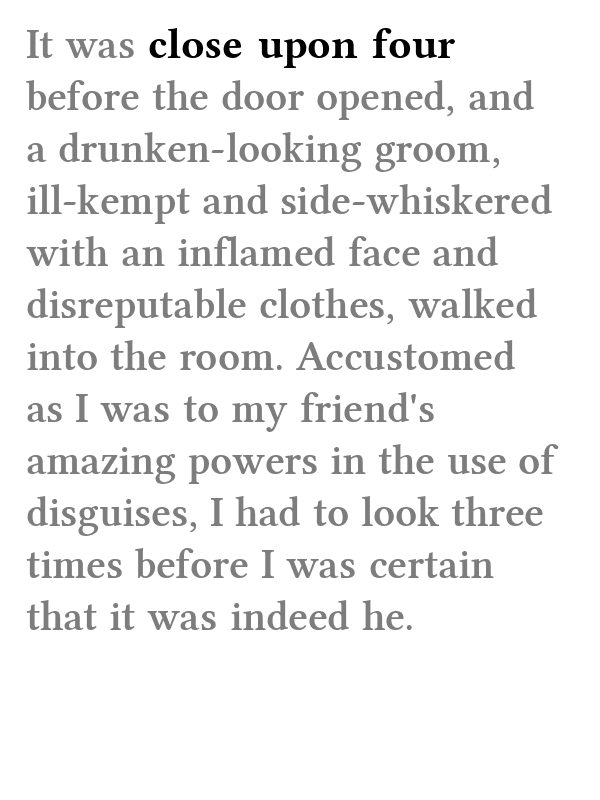 It was close upon four
before the door opened, and
a drunken-looking groom,
ill-kempt and side-whiskered
with an inflamed face and
disreputable clothes, walked
into the room. Accustomed
as I was to my friend's
amazing powers in the use of
disguises, I had to look three
times before I was certain
that it was indeed he.